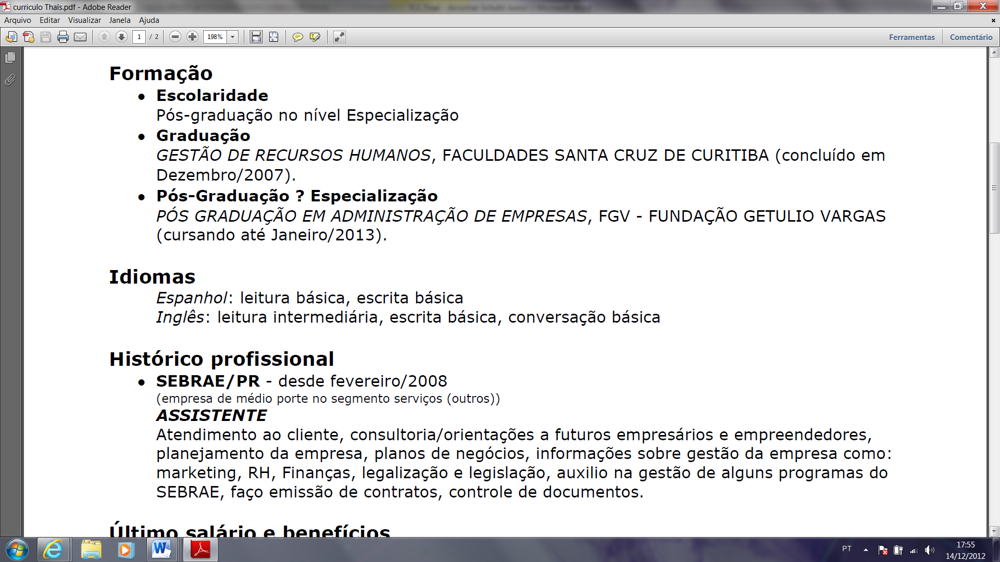 curriculo Thaís.pdf - Adobe Reader
Arquivo Editar Visualizar Janela Ajuda
1 / 2 198% Ferramentas Comentário
Formação
• Escolaridade
Pós-graduação no nível Especialização
• Graduação
GESTÃO DE RECURSOS HUMANOS, FACULDADES SANTA CRUZ DE CURITIBA (concluído em
Dezembro/2007).
• Pós-Graduação ? Especialização
PÓS GRADUAÇÃO EM ADMINISTRAÇÃO DE EMPRESAS, FGV - FUNDAÇÃO GETULIO VARGAS
(cursando até Janeiro/2013).
Idiomas
Espanhol: leitura básica, escrita básica
Inglês: leitura intermediária, escrita básica, conversação básica
Histórico profissional
• SEBRAE/PR - desde fevereiro/2008
(empresa de médio porte no segmento serviços (outros))
ASSISTENTE
Atendimento ao cliente, consultoria/orientações a futuros empresários e empreendedores,
planejamento da empresa, planos de negócios, informações sobre gestão da empresa como:
marketing, RH, Finanças, legalização e legislação, auxilio na gestão de alguns programas do
SEBRAE, faço emissão de contratos, controle de documentos.
Último salário e benefícios
PT
17:55
14/12/2012